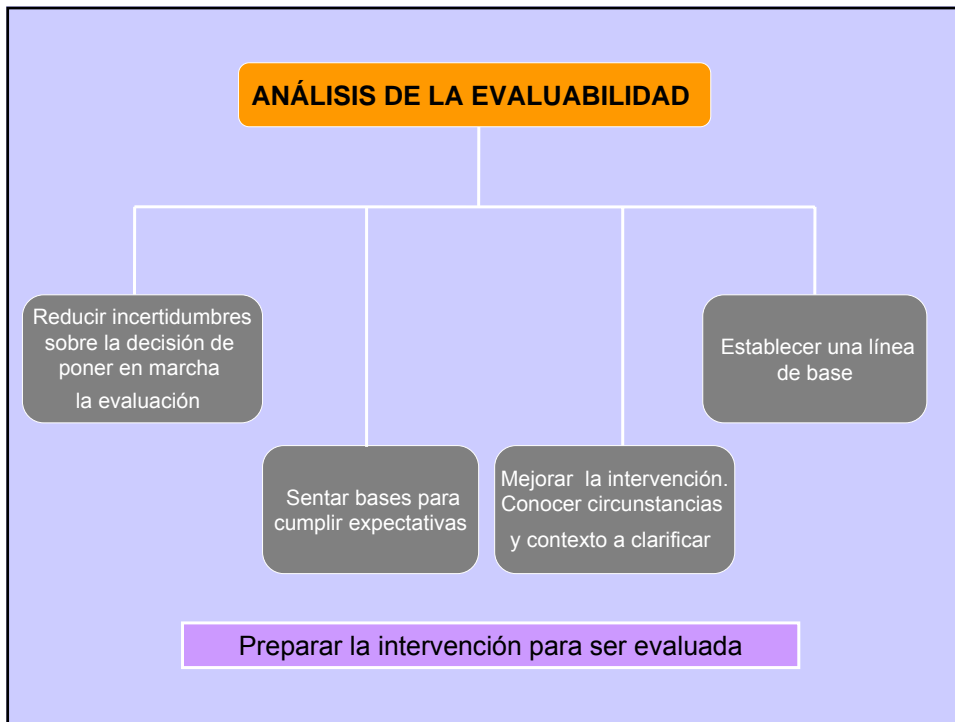 ANÁLISIS DE LA EVALUABILIDAD
Reducir incertidumbres
sobre la decisión de
poner en marcha
la evaluación
Sentar bases para
cumplir expectativas
Mejorar la intervención.
Conocer circunstancias
y contexto a clarificar
Establecer una línea
de base
Preparar la intervención para ser evaluada